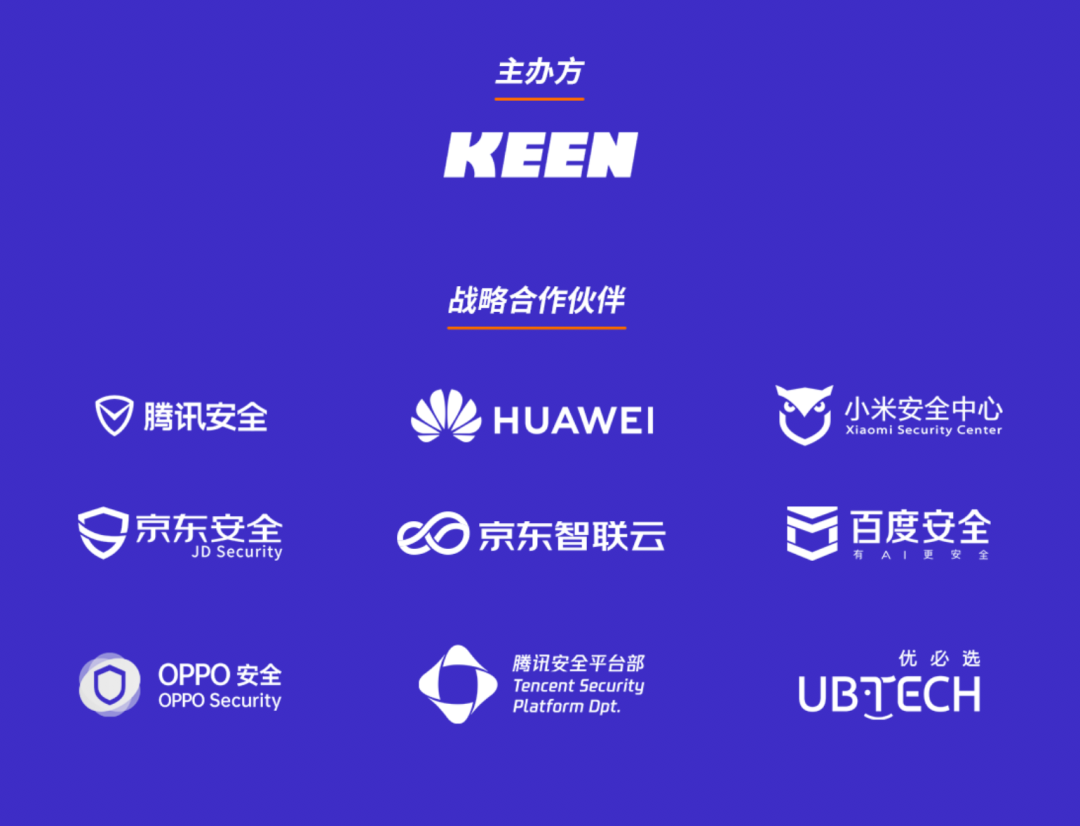 主办方
KEEN
战略合作伙伴
腾讯安全
HUAWEI
小米安全中心
Xiaomi Security Center
京东安全
JD Security
京东智联云
百度安全
有AI更安全
OPPO 安全
OPPO Security
腾讯安全平台部
Tencent Security
Platform Dpt.
优必选
UBTECH